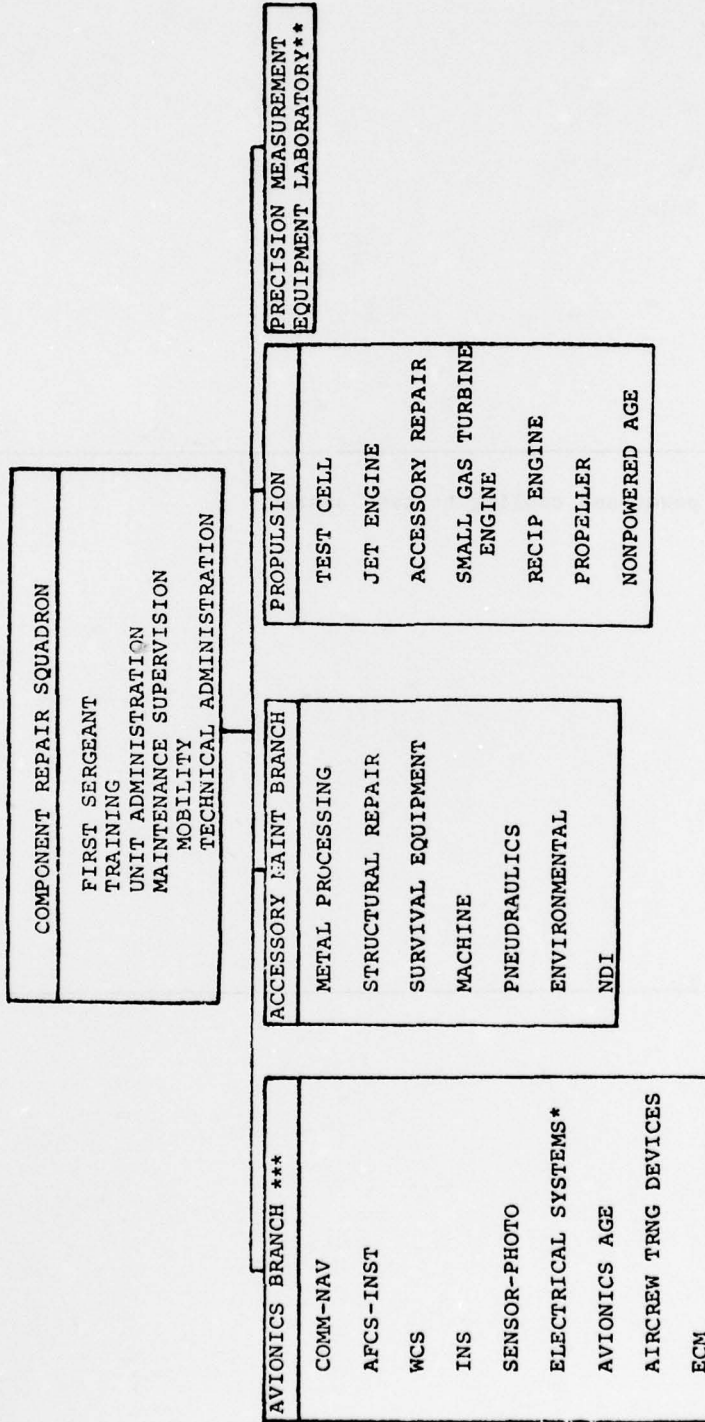 COMPONENT REPAIR SQUADRON
FIRST SERGEANT
TRAINING
UNIT ADMINISTRATION
MAINTENANCE SUPERVISION
MOBILITY
TECHNICAL ADMINISTRATION
AVIONICS BRANCH ***
COMM-NAV
AFCS-INST
WCS
INS
SENSOR-PHOTO
ELECTRICAL SYSTEMS*
AVIONICS AGE
AIRCREW TRNG DEVICES
ECM
ACCESSORY MAINT BRANCH
METAL PROCESSING
STRUCTURAL REPAIR
SURVIVAL EQUIPMENT
MACHINE
PNEUDRAULICS
ENVIRONMENTAL
NDI
PROPULSION
TEST CELL
JET ENGINE
ACCESSORY REPAIR
SMALL GAS TURBINE
ENGINE
RECIP ENGINE
PROPELLER
NONPOWERED AGE
PRECISION MEASUREMENT
EQUIPMENT LABORATORY**